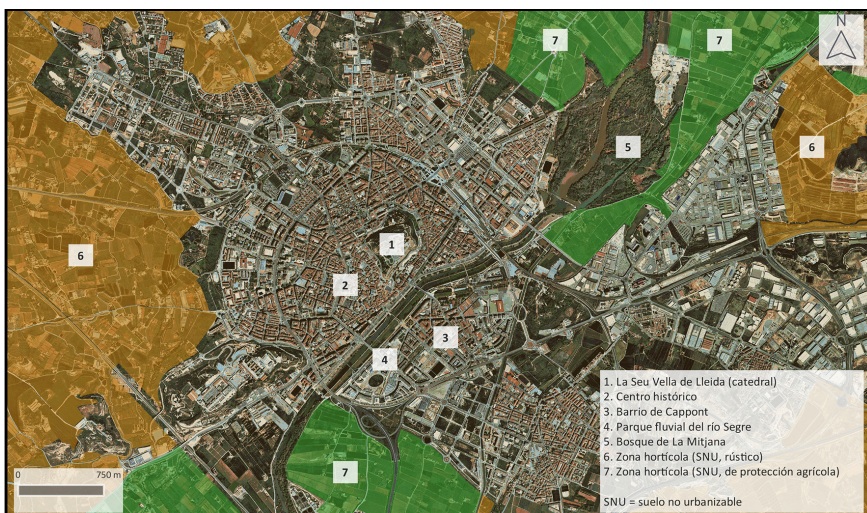 N
7
7
5
6
1
6
2
3
4
7
0
750 m
1. La Seu Vella de Lleida (catedral)
2. Centro histórico
3. Barrio de Cappont
4. Parque fluvial del río Segre
5. Bosque de La Mitjana
6. Zona hortícola (SNU, rústico)
7. Zona hortícola (SNU, de protección agrícola)
SNU = suelo no urbanizable